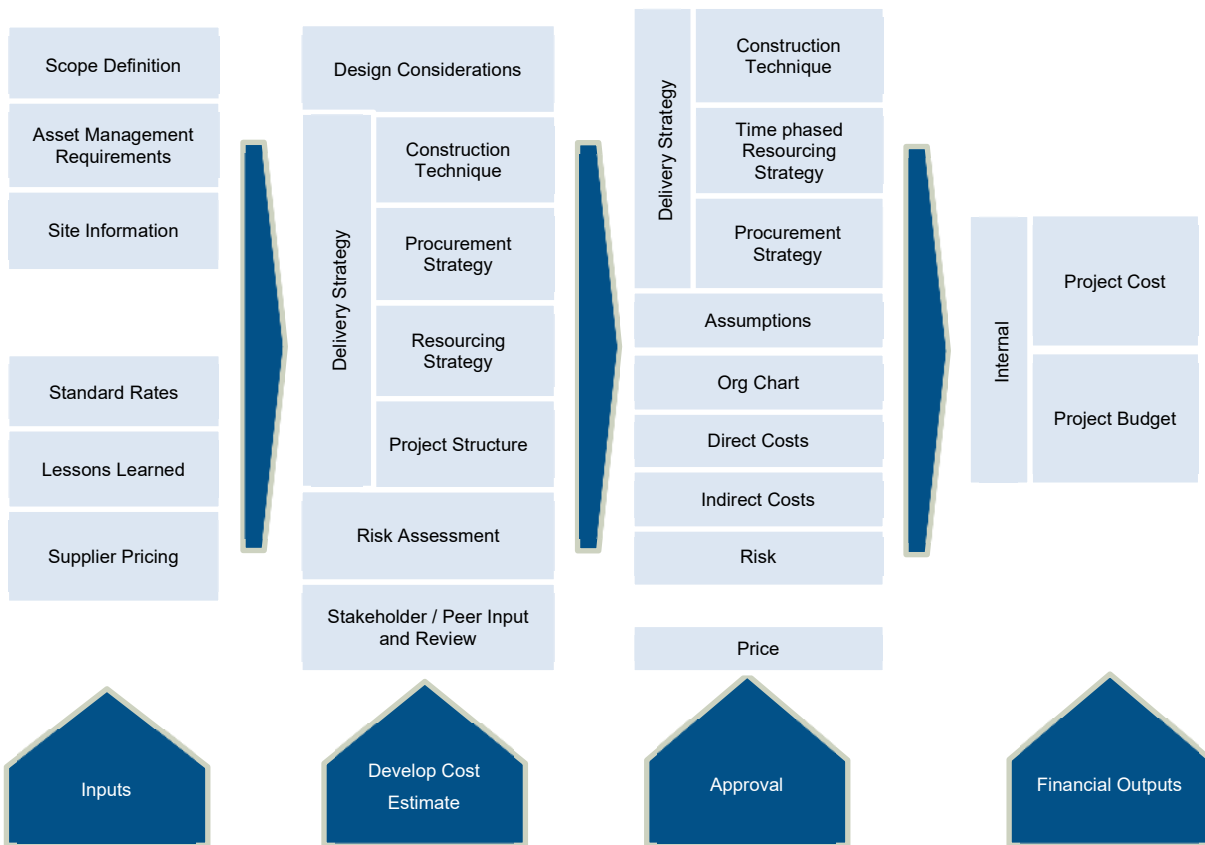 Scope Definition
Asset Management
Requirements
Site Information
Standard Rates
Lessons Learned
Supplier Pricing
Inputs
Design Considerations
Delivery Strategy
Construction
Technique
Procurement
Strategy
Resourcing
Strategy
Project Structure
Risk Assessment
Stakeholder / Peer Input
and Review
Develop Cost
Estimate
Delivery Strategy
Construction
Technique
Time phased
Resourcing
Strategy
Procurement
Strategy
Assumptions
Org Chart
Direct Costs
Indirect Costs
Risk
Price
Approval
Internal
Project Cost
Project Budget
Financial Outputs